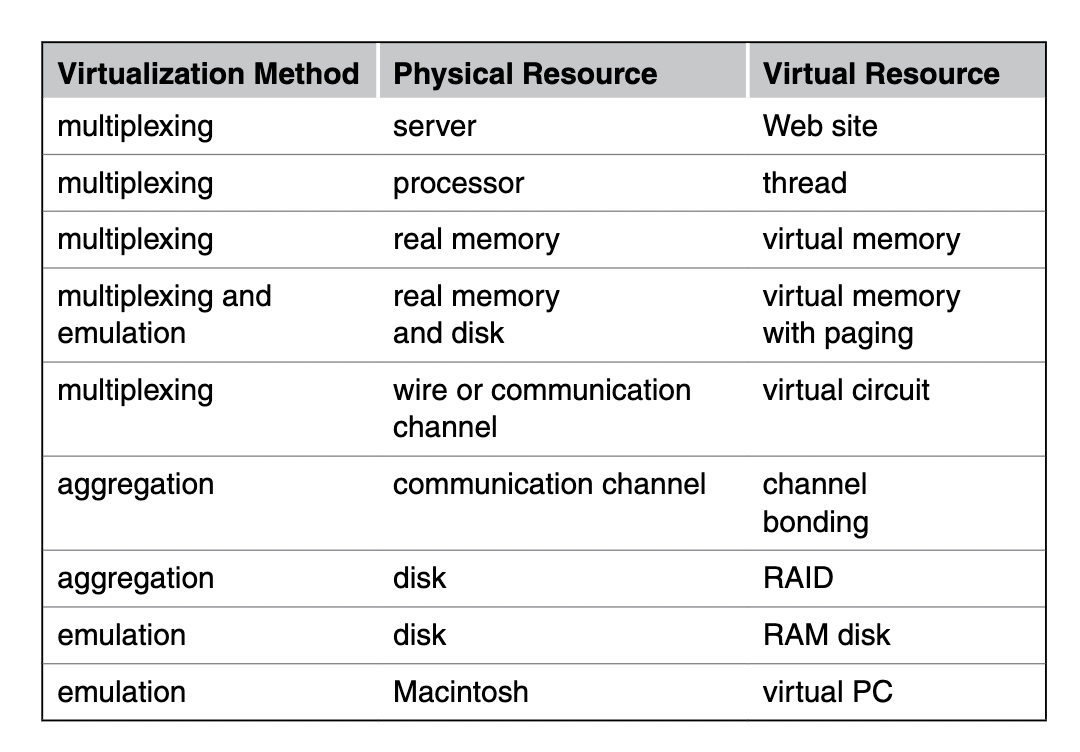 Virtualization Method Physical Resource Virtual Resource
multiplexing server Web site
multiplexing processor thread
multiplexing real memory virtual memory
multiplexing and real memory virtual memory
emulation and disk with paging
multiplexing wire or communication virtual circuit
channel
aggregation communication channel channel
bonding
aggregation disk RAID
emulation disk RAM disk
emulation Macintosh virtual PC